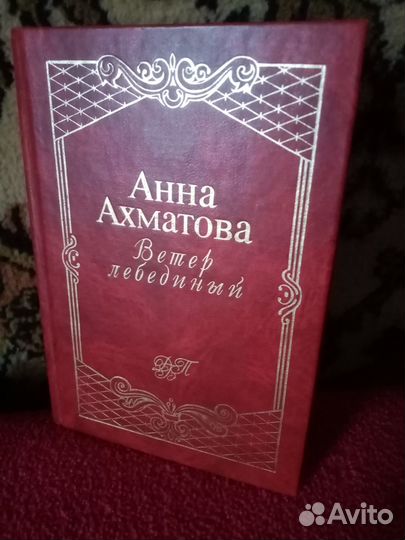 Анна
Ахматова
Ветер
лебединый
Avito